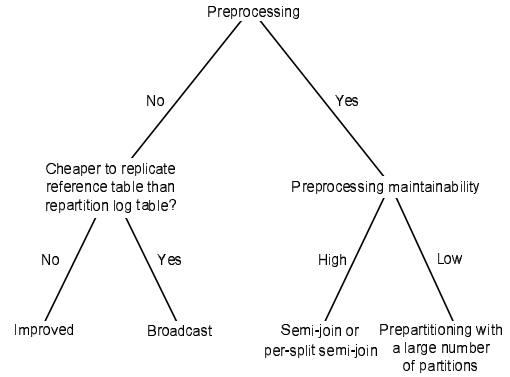 Preprocessing
No
Yes
Cheaper to replicate
reference table than
repartition log table?
Preprocessing maintainability
No
Yes
High
Low
Improved
Broadcast
Semi-join or
per-split semi-join
Prepartitioning with
a large number
of partitions